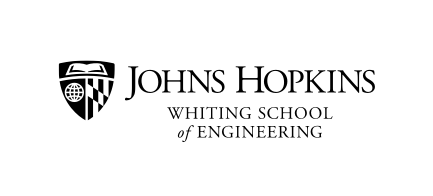 JOHNS HOPKINS
WHITING SCHOOL
of ENGINEERING